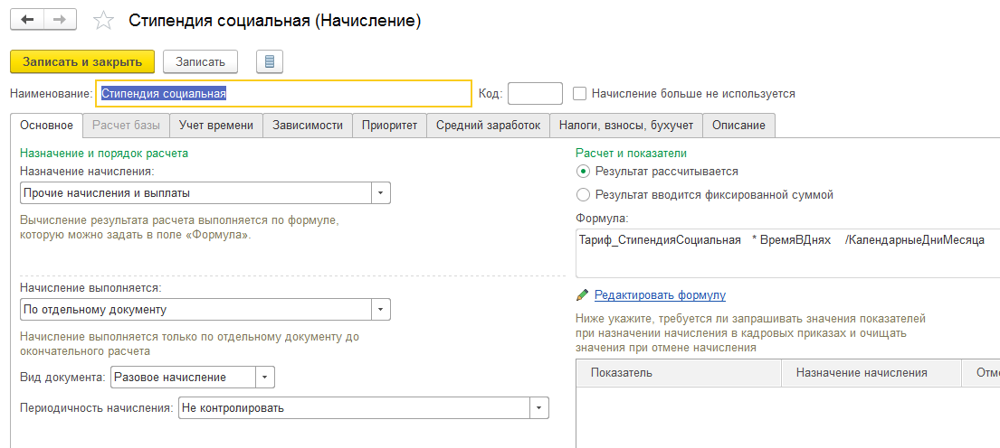 Стипендия социальная (Начисление)
Записать и закрыть
Записать
Наименование: Стипендия социальная Код: Начисление больше не используется
Основное Расчет базы Учет времени Зависимости Приоритет Средний заработок Налоги, взносы, бухучет Описание
Назначение и порядок расчета
Назначение начисления:
Прочие начисления и выплаты
Вычисление результата расчета выполняется по формуле,
которую можно задать в поле «Формула».
Начисление выполняется:
По отдельному документу
Начисление выполняется только по отдельному документу до
окончательного расчета
Вид документа: Разовое начисление
Периодичность начисления: Не контролировать
Расчет и показатели
Результат рассчитывается
Результат вводится фиксированной суммой
Формула:
Тариф_СтипендияСоциальная * ВремяВДнях /КалендарныеДниМесяца
Редактировать формулу
Ниже укажите, требуется ли запрашивать значения показателей
при назначении начисления в кадровых приказах и очищать
значения при отмене начисления
Показатель Назначение начисления Отме